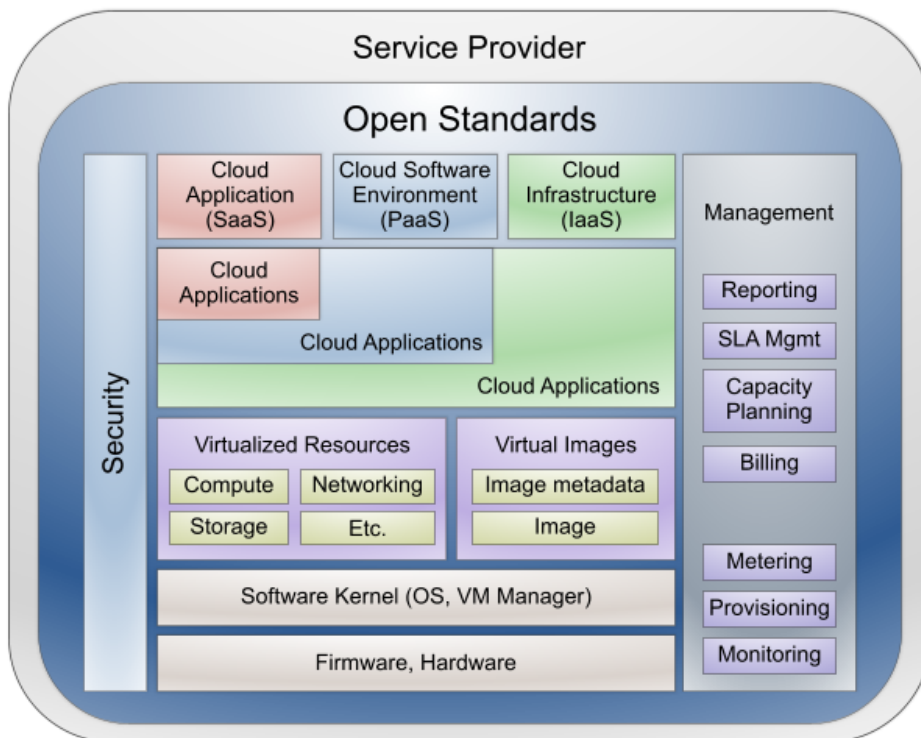 Service Provider
Open Standards
Security
Cloud
Application
(SaaS)
Cloud Software
Environment
(PaaS)
Cloud
Infrastructure
(IaaS)
Cloud
Applications
Cloud Applications
Cloud Applications
Virtualized Resources
Compute
Networking
Storage
Etc.
Virtual Images
Image metadata
Image
Software Kernel (OS, VM Manager)
Firmware, Hardware
Management
Reporting
SLA Mgmt
Capacity
Planning
Billing
Metering
Provisioning
Monitoring